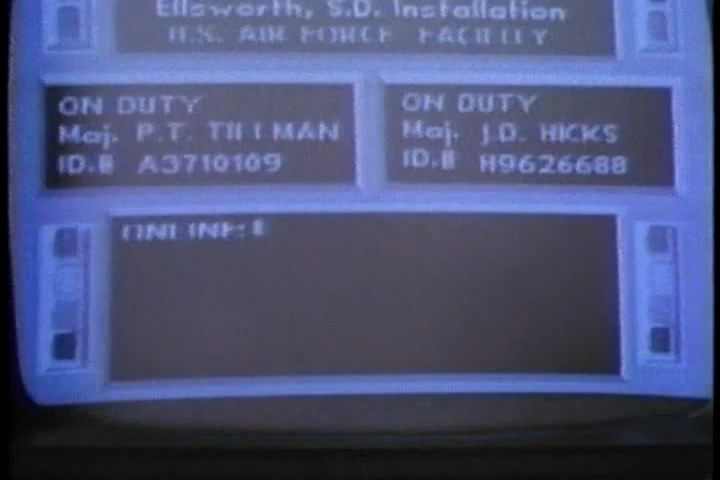 Ellsworth, S.D. Installation
U.S. AIR FORCE FACILITY
ON DUTY
Maj. P.T. TILLMAN
ID.# A3710109
ON DUTY
Maj. J.D. HICKS
ID.# H9626688
ONLINE: